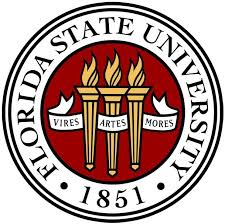 FLORIDA STATE UNIVERSITY
VIRES ARTES MORES
· 1851 ·